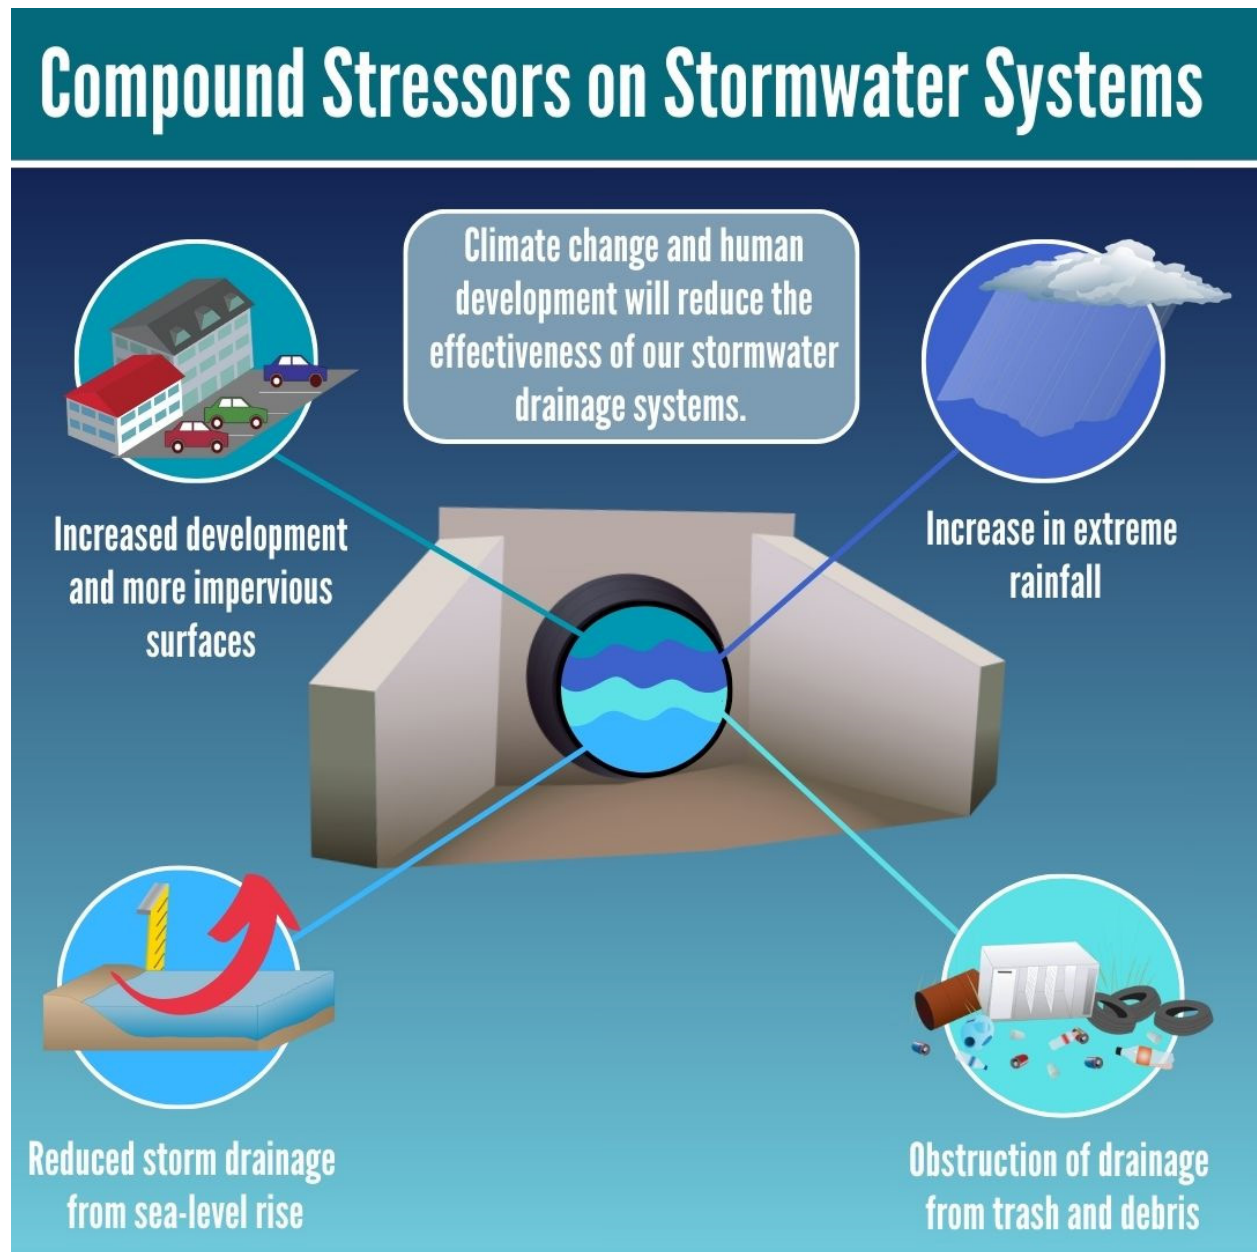 Compound Stressors on Stormwater Systems
Climate change and human
development will reduce the
effectiveness of our stormwater
drainage systems.
Increased development
and more impervious
surfaces
Increase in extreme
rainfall
Reduced storm drainage
from sea-level rise
Obstruction of drainage
from trash and debris